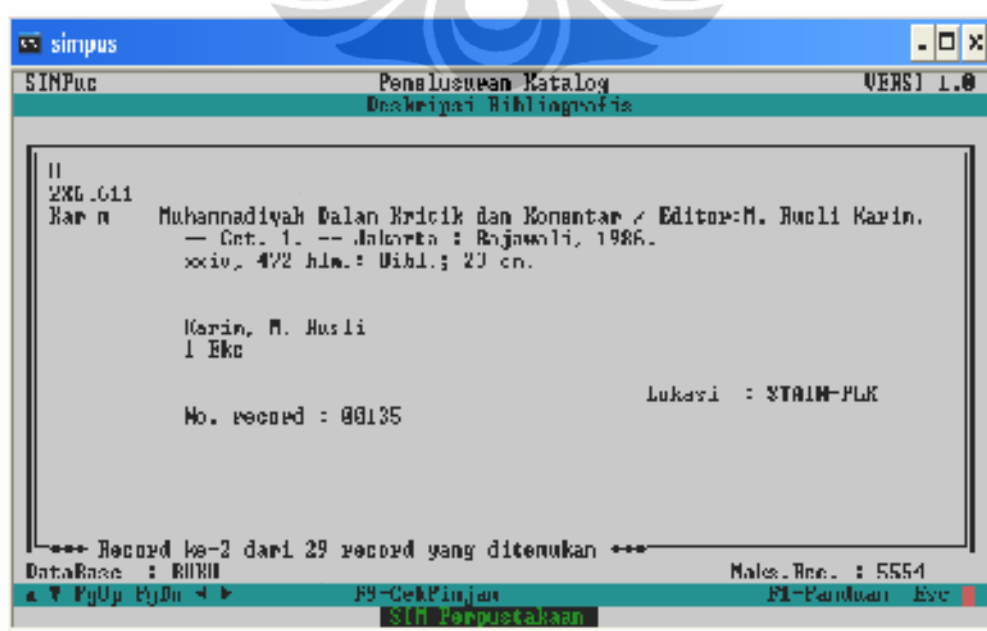 simpus
SIMPus Penelusuran Katalog VERSI 1.0
Deskripsi Bibliografis
2X6.611
Kar m Muhammadiyah Dalam Kritik dan Komentar / Editor:M. Rusli Karim.
-- Cet. 1. -- Jakarta : Rajawali, 1986.
xxiv, 472 hlm.: Bibl.; 20 cm.
Karim, M. Rusli
1 Eks
Lokasi : STAIN-PLK
No. record : 00135
*** Record ke-2 dari 29 record yang ditemukan ***
DataBase : BUKU Maks.Rec. : 5554
▲ ▼ PgUp PgDn ◄ ► F9-CekPinjam F1-Panduan Esc
SIM Perpustakaan